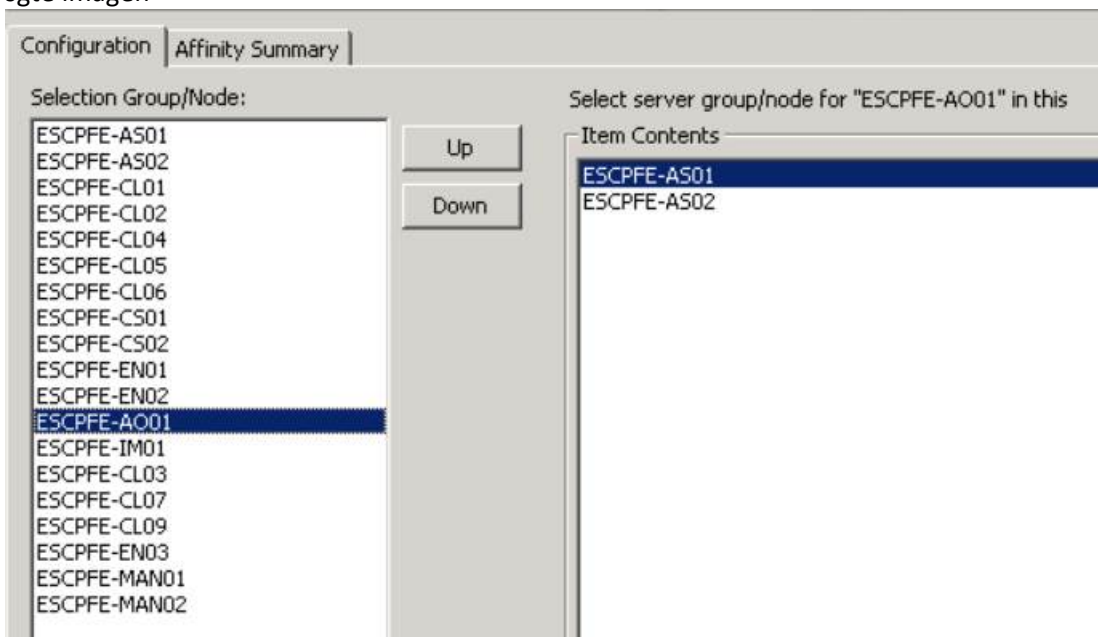 sgte imagen
Configuration
Affinity Summary
Selection Group/Node:
ESCPFE-AS01
ESCPFE-AS02
ESCPFE-CL01
ESCPFE-CL02
ESCPFE-CL04
ESCPFE-CL05
ESCPFE-CL06
ESCPFE-CS01
ESCPFE-CS02
ESCPFE-EN01
ESCPFE-EN02
ESCPFE-AO01
ESCPFE-IM01
ESCPFE-CL03
ESCPFE-CL07
ESCPFE-CL09
ESCPFE-EN03
ESCPFE-MAN01
ESCPFE-MAN02
Up
Down
Select server group/node for "ESCPFE-AO01" in this
Item Contents
ESCPFE-AS01
ESCPFE-AS02